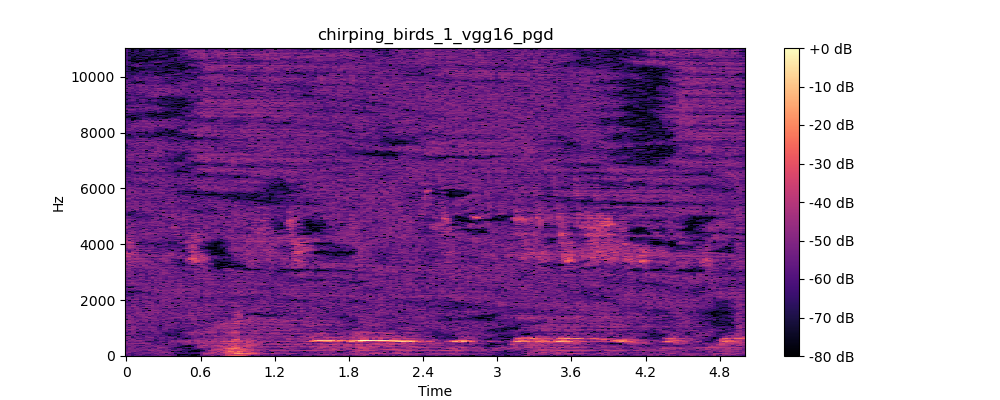 chirping_birds_1_vgg16_pgd
Hz
10000
8000
6000
4000
2000
0
0 0.6 1.2 1.8 2.4 3 3.6 4.2 4.8
Time
+0 dB
-10 dB
-20 dB
-30 dB
-40 dB
-50 dB
-60 dB
-70 dB
-80 dB